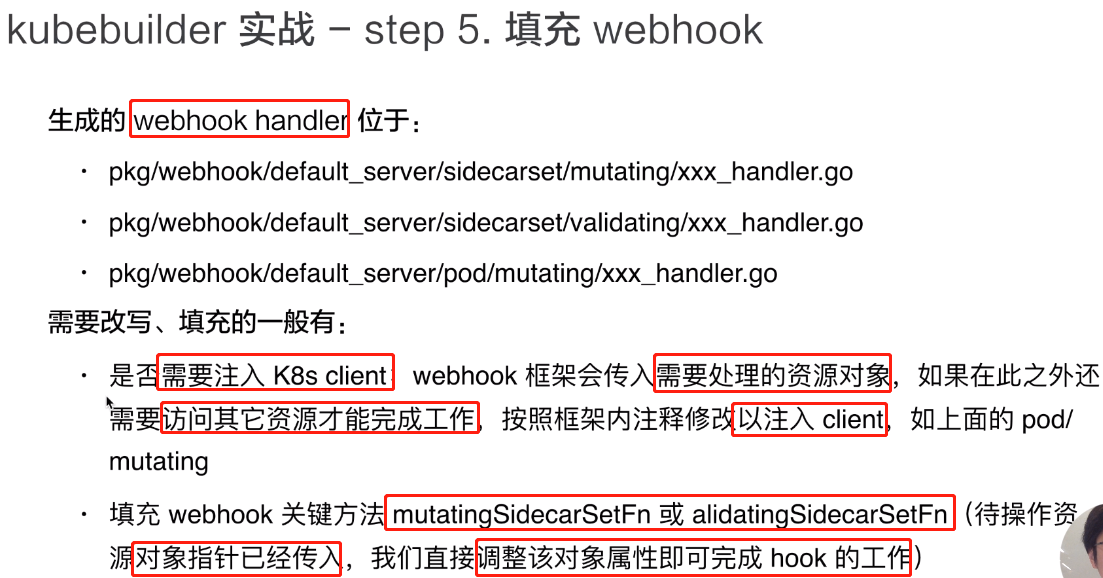 kubebuilder 实战 – step 5. 填充 webhook
生成的 webhook handler 位于：
· pkg/webhook/default_server/sidecarset/mutating/xxx_handler.go
· pkg/webhook/default_server/sidecarset/validating/xxx_handler.go
· pkg/webhook/default_server/pod/mutating/xxx_handler.go
需要改写、填充的一般有：
· 是否需要注入 K8s client：webhook 框架会传入需要处理的资源对象，如果在此之外还
需要访问其它资源才能完成工作，按照框架内注释修改以注入 client，如上面的 pod/
mutating
· 填充 webhook 关键方法 mutatingSidecarSetFn 或 alidatingSidecarSetFn（待操作资
源对象指针已经传入，我们直接调整该对象属性即可完成 hook 的工作）